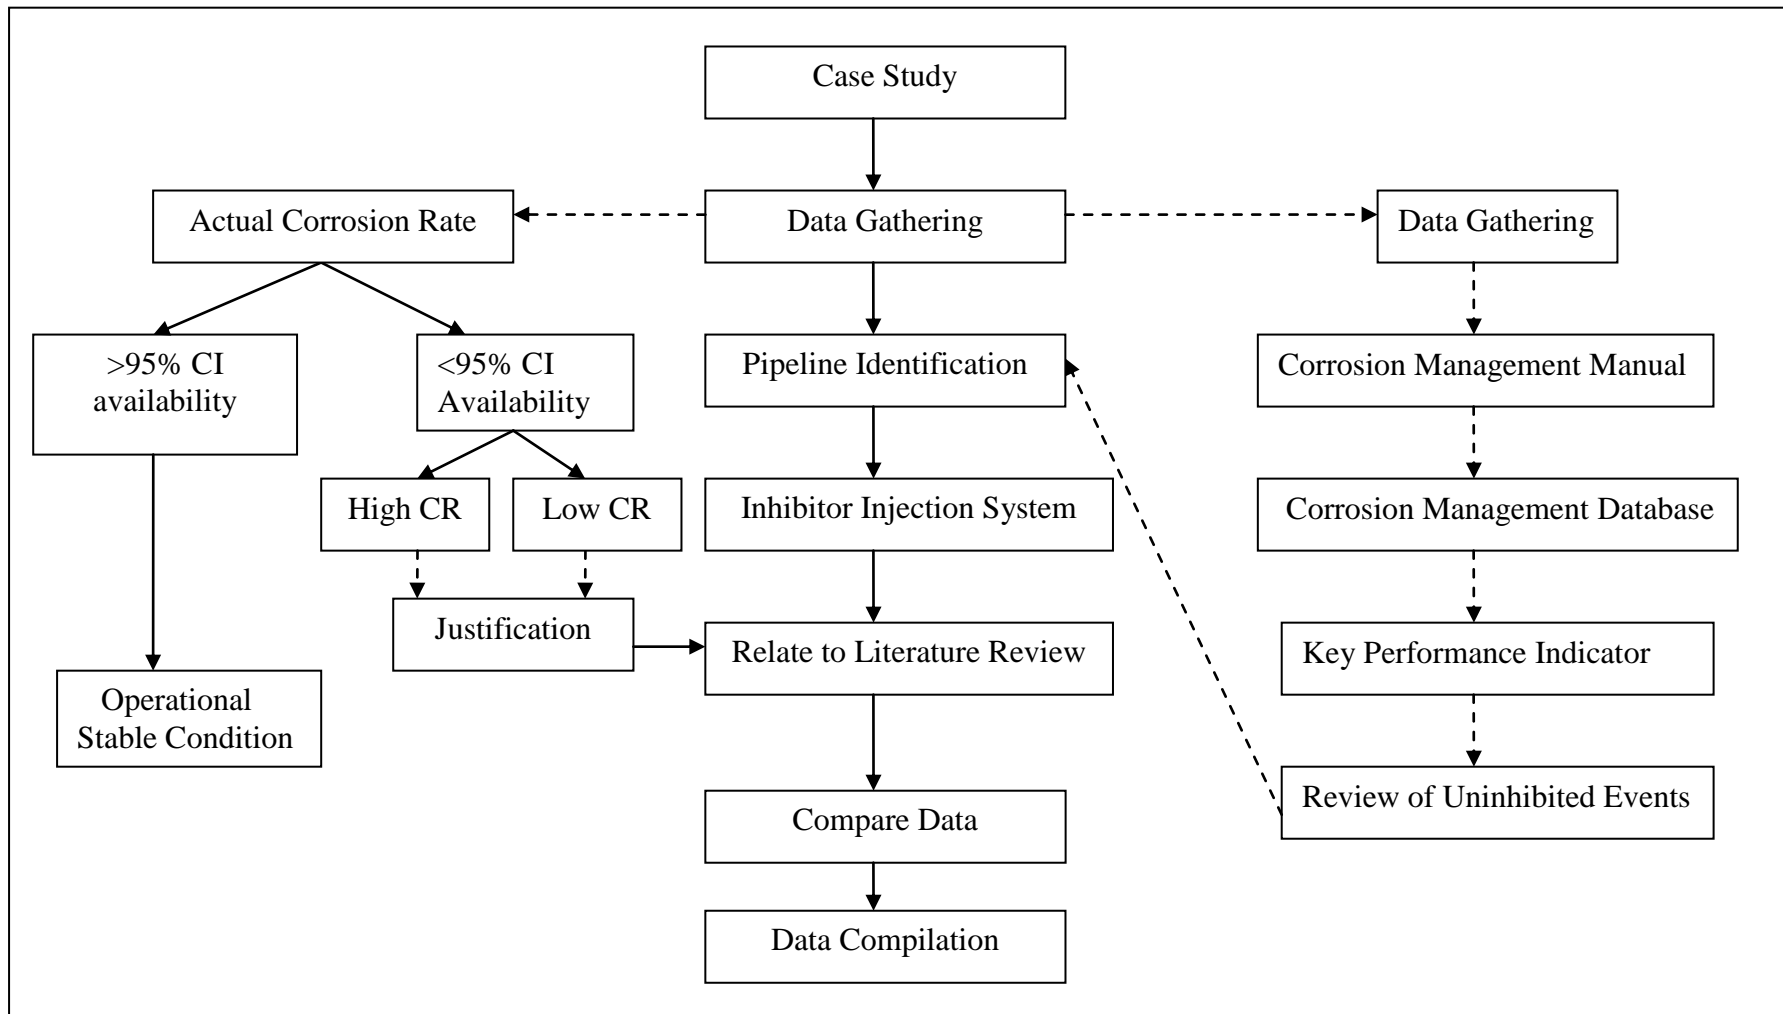 Case Study
Actual Corrosion Rate
Data Gathering
Data Gathering
>95% CI
availability
<95% CI
Availability
Pipeline Identification
Corrosion Management Manual
High CR
Low CR
Inhibitor Injection System
Corrosion Management Database
Justification
Relate to Literature Review
Key Performance Indicator
Operational
Stable Condition
Compare Data
Review of Uninhibited Events
Data Compilation